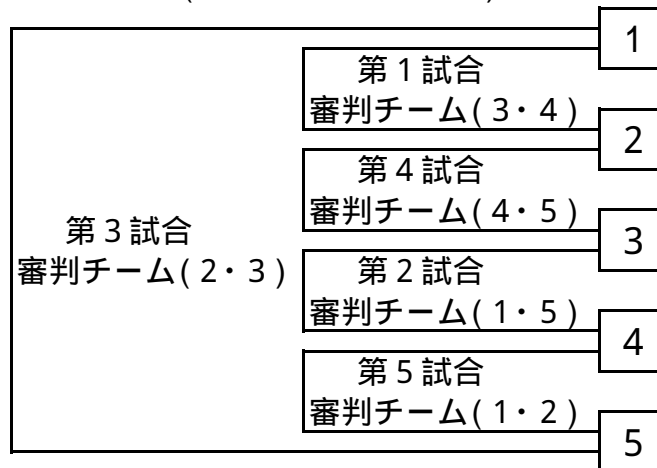 1
第１試合
審判チーム(３・４)
2
第４試合
審判チーム(４・５)
3
第３試合
審判チーム(２・３)
第２試合
審判チーム(１・５)
4
第５試合
審判チーム(１・２)
5